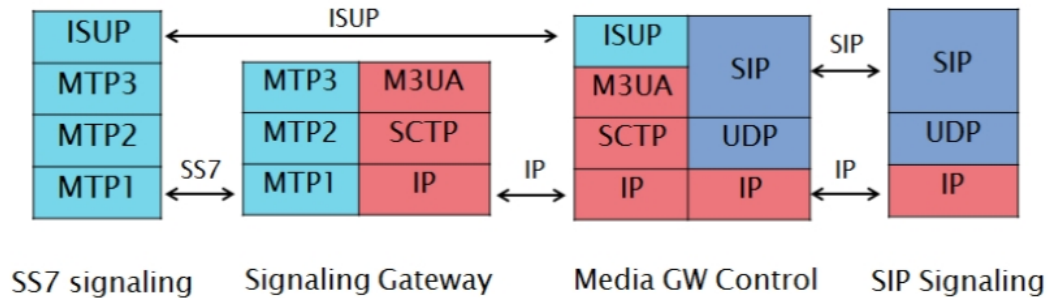 ISUP
ISUP
ISUP
SIP
SIP
SIP
MTP3
MTP3
M3UA
M3UA
MTP2
MTP2
SCTP
SCTP
UDP
UDP
MTP1
SS7
MTP1
IP
IP
IP
IP
IP
IP
SS7 signaling
Signaling Gateway
Media GW Control
SIP Signaling